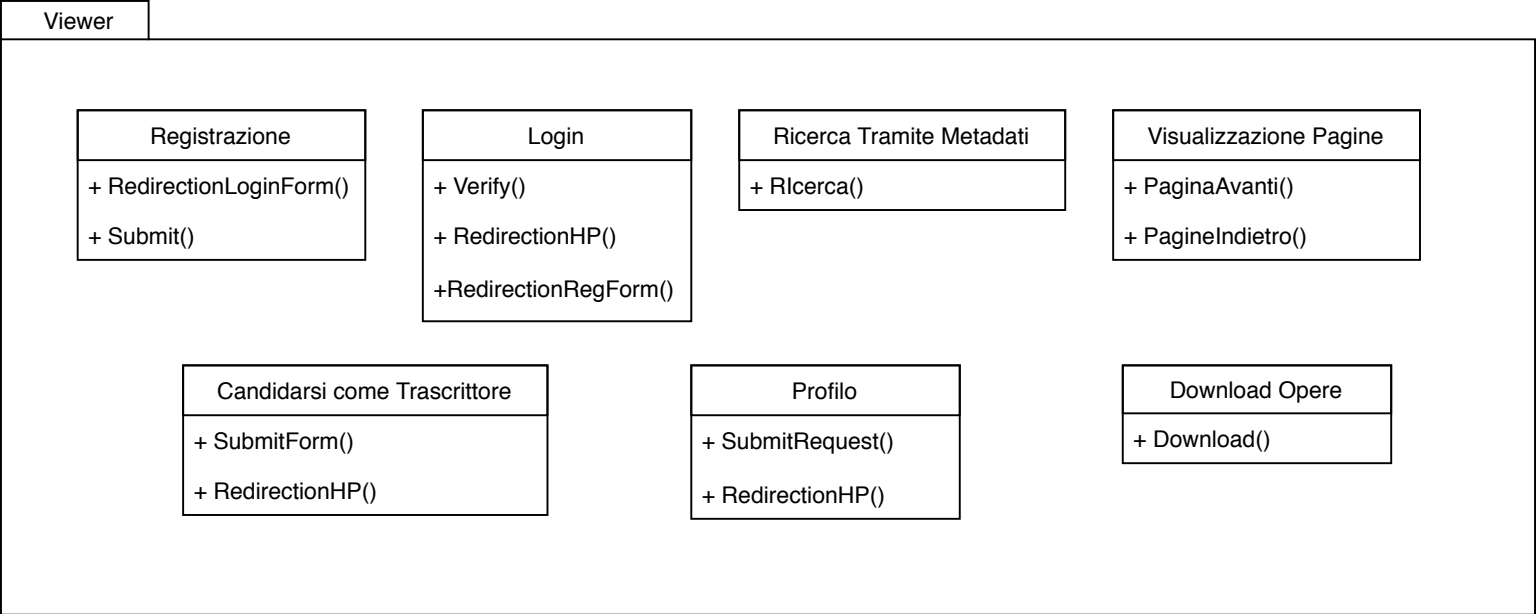 Viewer
Registrazione
+ RedirectionLoginForm()
+ Submit()
Login
+ Verify()
+ RedirectionHP()
+RedirectionRegForm()
Ricerca Tramite Metadati
+ RIcerca()
Visualizzazione Pagine
+ PaginaAvanti()
+ PagineIndietro()
Candidarsi come Trascrittore
+ SubmitForm()
+ RedirectionHP()
Profilo
+ SubmitRequest()
+ RedirectionHP()
Download Opere
+ Download()